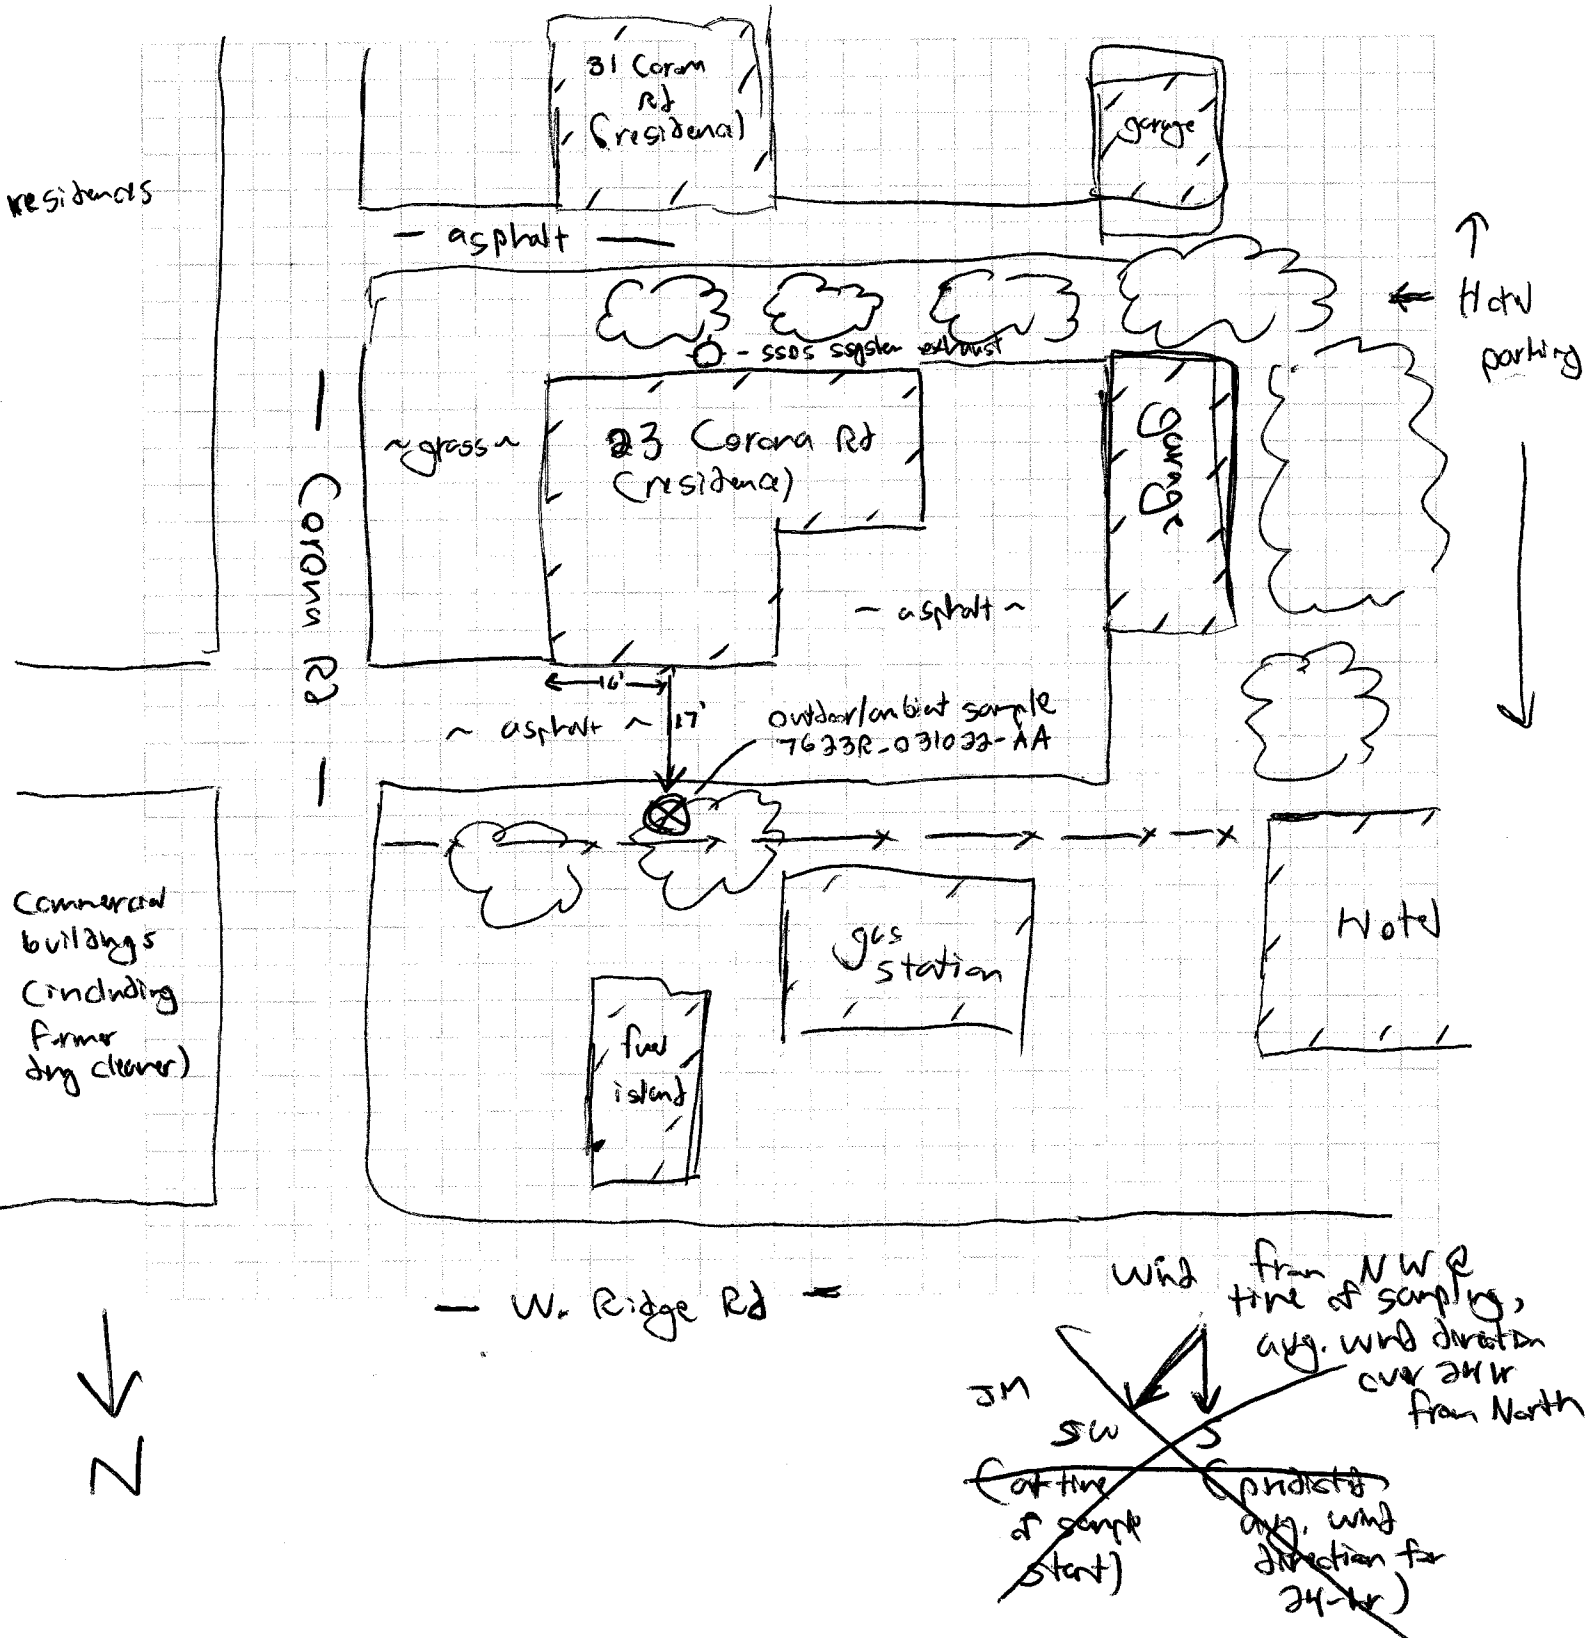 31 Corona
Rd
(residence)
garage
residences
- asphalt -
↑
Hotel
parking
SSDS system exhaust
~grass~
23 Corona Rd
(residence)
garage
- Corona Rd -
~ asphalt ~
16'
~ asphalt ~
17'
outdoor/ambient sample
7623R_031022-AA
Commercial
buildings
(including
former
dry cleaner)
gas
station
Hotel
fuel
island
- W. Ridge Rd -
Wind from NW @
time of sampling,
avg. wind direction
over 24 hr
from North
JM
SW
S
(at time
of sample
start)
(predicted
avg. wind
direction for
24-hr)
N